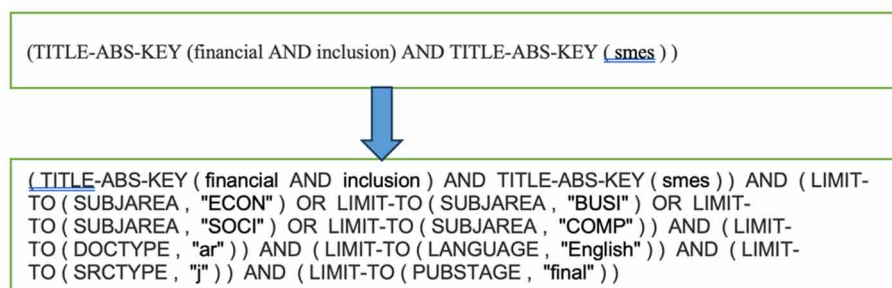 (TITLE-ABS-KEY (financial AND inclusion) AND TITLE-ABS-KEY ( smes ) )
( TITLE-ABS-KEY ( financial AND inclusion ) AND TITLE-ABS-KEY ( smes ) ) AND ( LIMIT-
TO ( SUBJAREA , "ECON" ) OR LIMIT-TO ( SUBJAREA , "BUSI" ) OR LIMIT-
TO ( SUBJAREA , "SOCI" ) OR LIMIT-TO ( SUBJAREA , "COMP" ) ) AND ( LIMIT-
TO ( DOCTYPE , "ar" ) ) AND ( LIMIT-TO ( LANGUAGE , "English" ) ) AND ( LIMIT-
TO ( SRCTYPE , "j" ) ) AND ( LIMIT-TO ( PUBSTAGE , "final" ) )